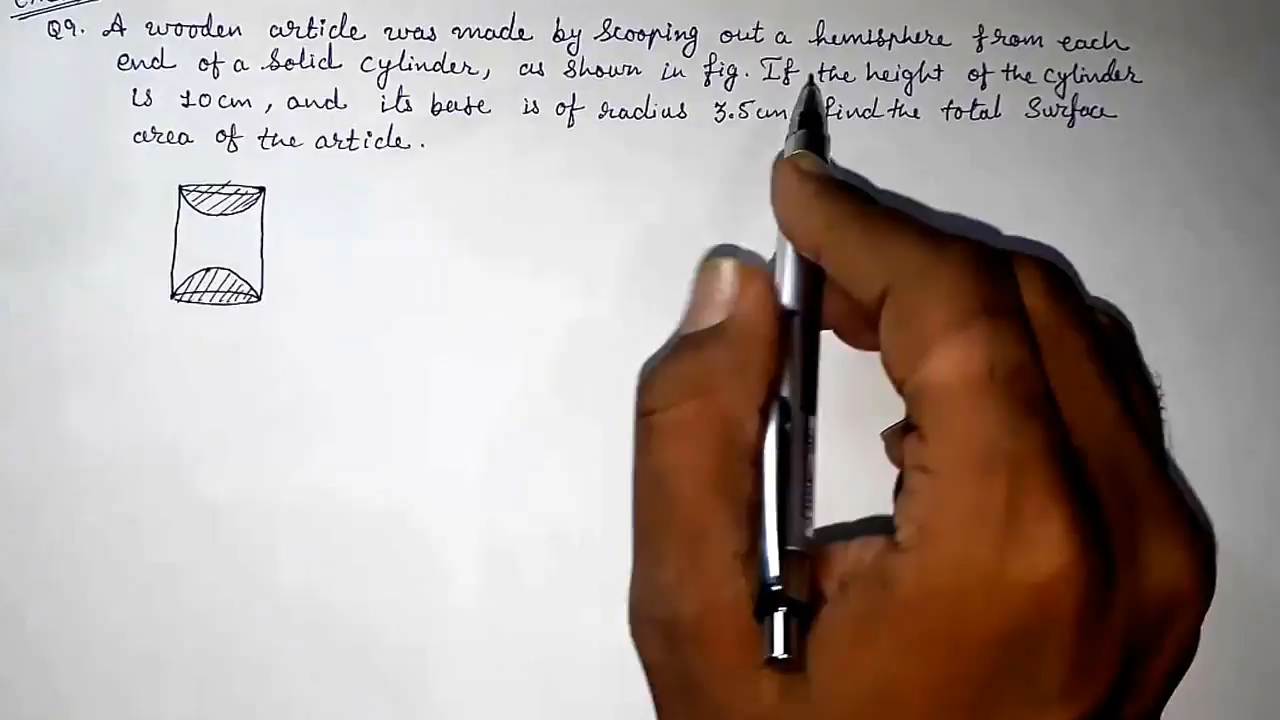 Q9. A wooden article was made by scooping out a hemisphere from each
end of a solid cylinder, as shown in fig. If the height of the cylinder
is 10cm, and its base is of radius 3.5cm find the total surface
area of the article.